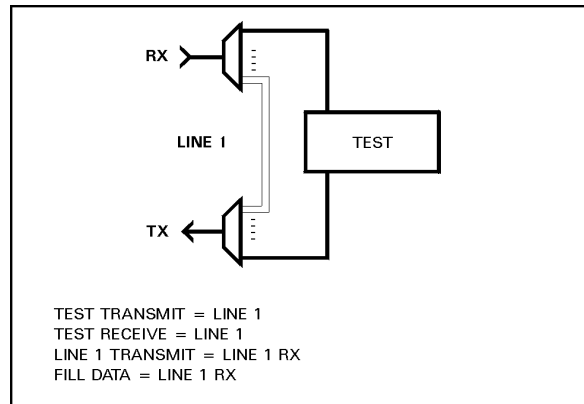 RX
TEST
LINE 1
TX
TEST TRANSMIT = LINE 1
TEST RECEIVE = LINE 1
LINE 1 TRANSMIT = LINE 1 RX
FILL DATA = LINE 1 RX